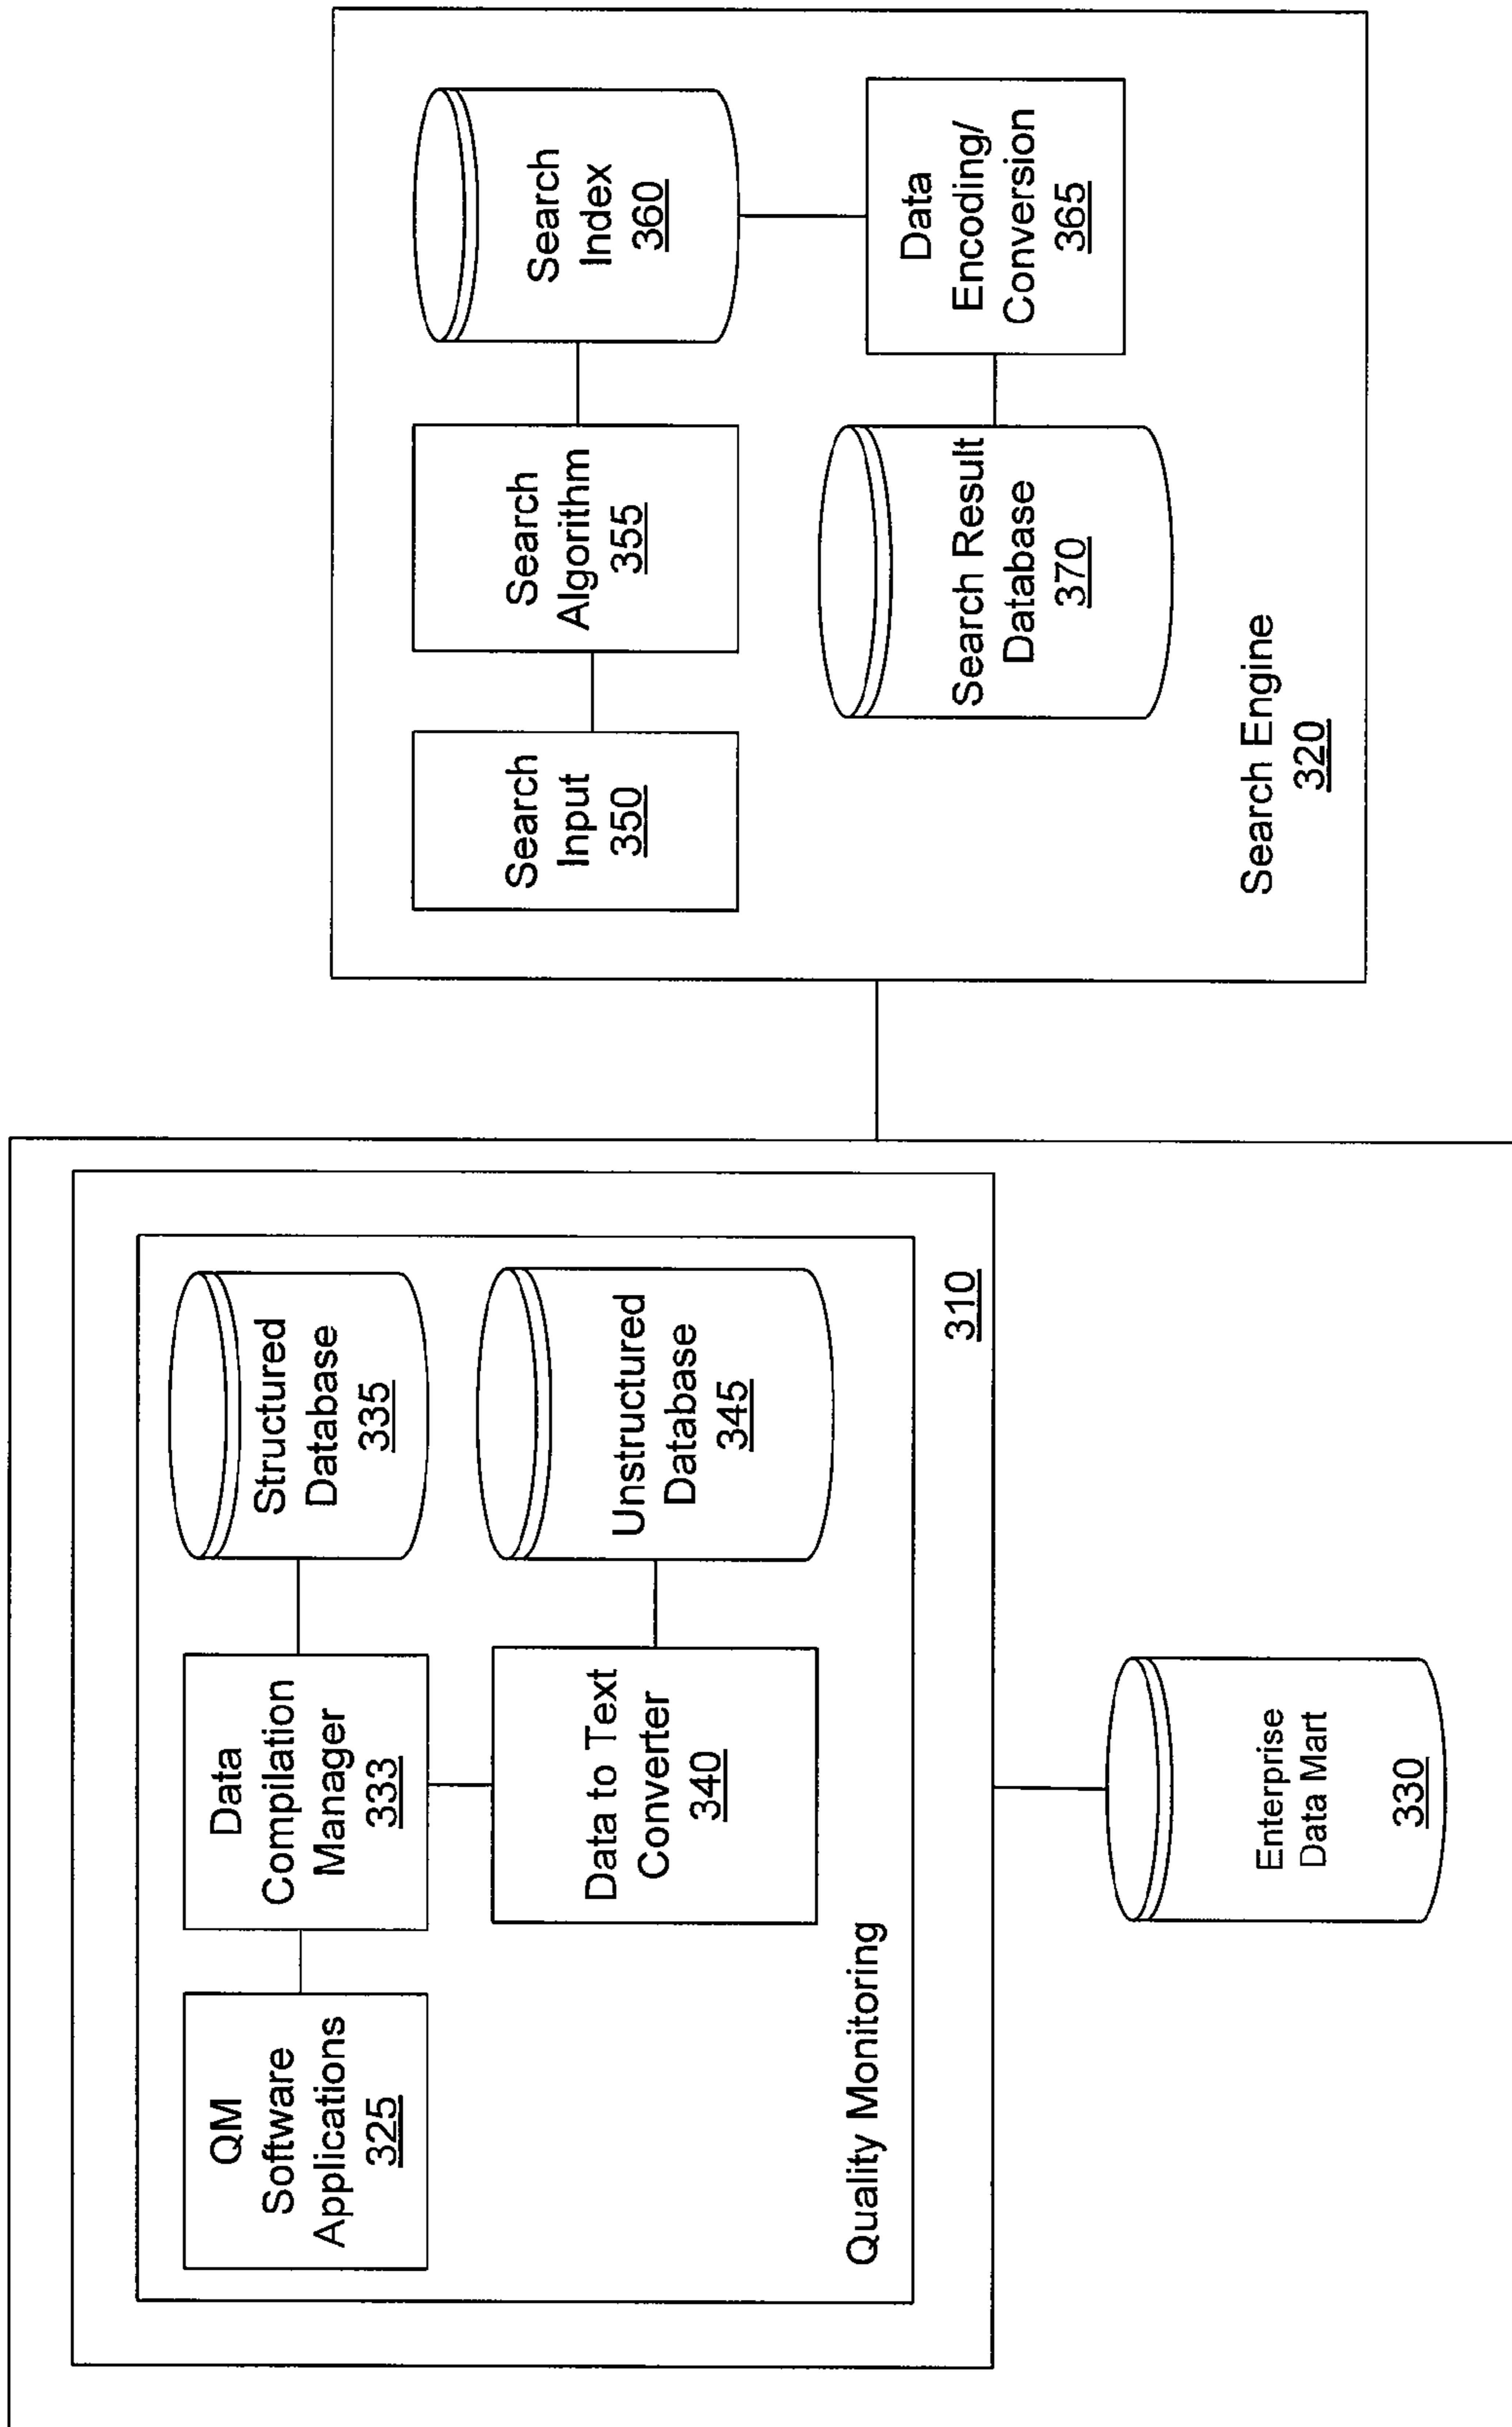 QM
Software
Applications
325
Data
Compilation
Manager
333
Structured
Database
335
Data to Text
Converter
340
Unstructured
Database
345
Quality Monitoring
310
Enterprise
Data Mart
330
Search
Input
350
Search
Algorithm
355
Search
Index
360
Search Result
Database
370
Data
Encoding/
Conversion
365
Search Engine
320